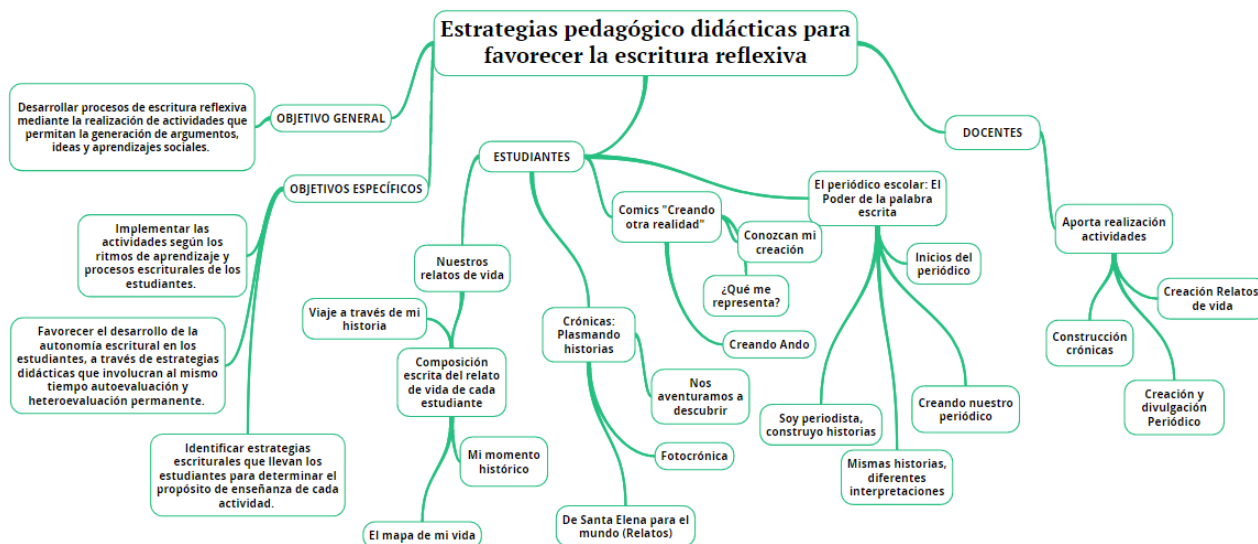 Estrategias pedagógico didácticas para
favorecer la escritura reflexiva
OBJETIVO GENERAL
Desarrollar procesos de escritura reflexiva
mediante la realización de actividades que
permitan la generación de argumentos,
ideas y aprendizajes sociales.
OBJETIVOS ESPECÍFICOS
Implementar las
actividades según los
ritmos de aprendizaje y
procesos escriturales de los
estudiantes.
Favorecer el desarrollo de la
autonomía escritural en los
estudiantes, a través de estrategias
didácticas que involucran al mismo
tiempo autoevaluación y
heteroevaluación permanente.
Identificar estrategias
escriturales que llevan los
estudiantes para determinar el
propósito de enseñanza de cada
actividad.
ESTUDIANTES
Nuestros
relatos de vida
Viaje a través de mi
historia
Composición
escrita del relato
de vida de cada
estudiante
Mi momento
histórico
El mapa de mi vida
Crónicas:
Plasmando
historias
Nos
aventuramos a
descubrir
Fotocrónica
De Santa Elena para el
mundo (Relatos)
Comics "Creando
otra realidad"
Conozcan mi
creación
¿Qué me
representa?
Creando Ando
El periódico escolar: El
Poder de la palabra
escrita
Inicios del
periódico
Creando nuestro
periódico
Soy periodista,
construyo historias
Mismas historias,
diferentes
interpretaciones
DOCENTES
Aporta realización
actividades
Creación Relatos
de vida
Construcción
crónicas
Creación y
divulgación
Periódico